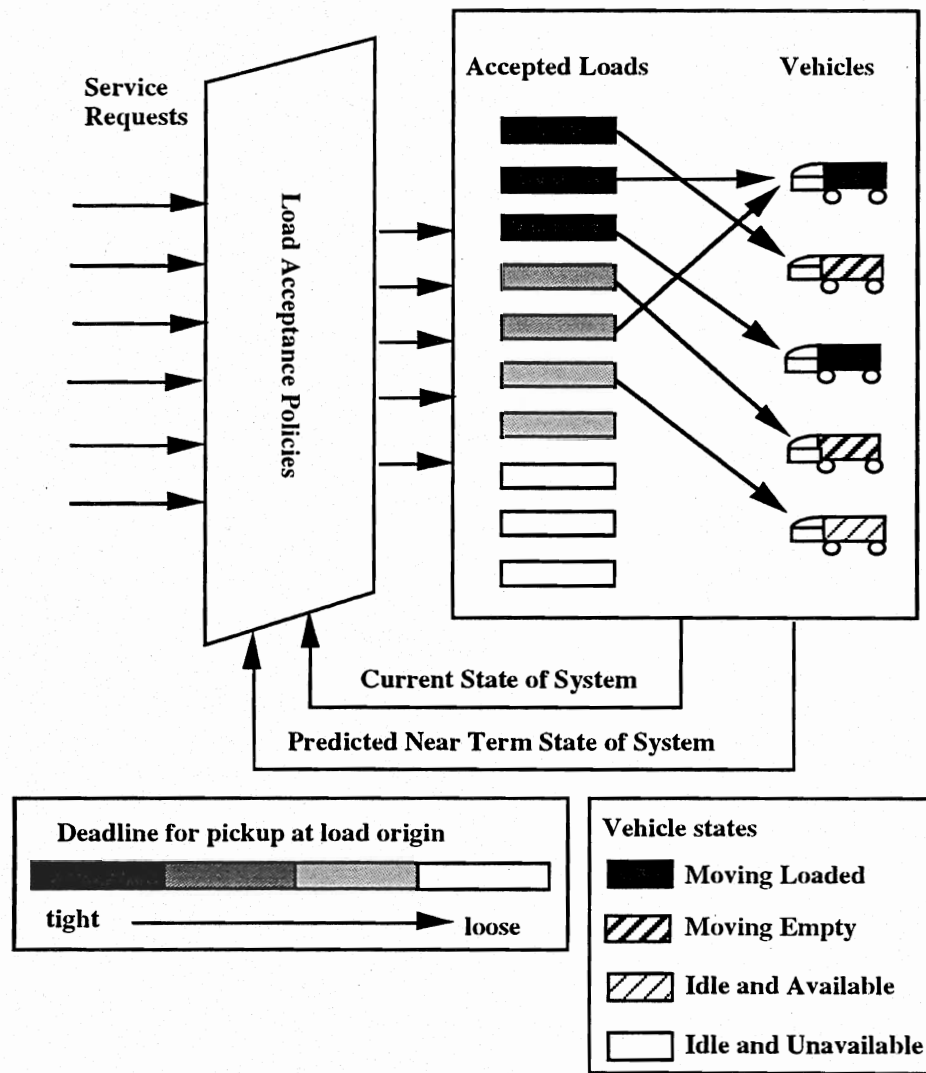 Service
Requests
Load Acceptance Policies
Accepted Loads
Vehicles
Current State of System
Predicted Near Term State of System
Deadline for pickup at load origin
tight
loose
Vehicle states
Moving Loaded
Moving Empty
Idle and Available
Idle and Unavailable